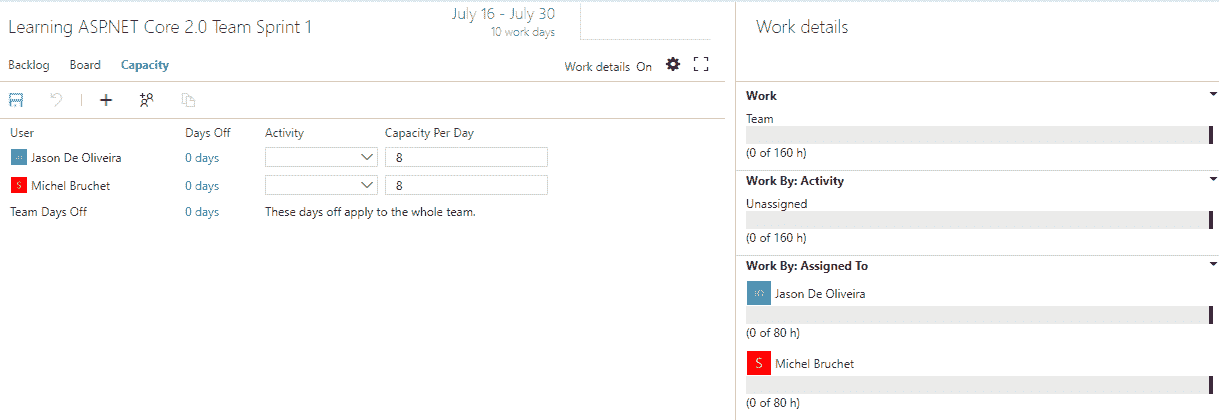 Learning ASP.NET Core 2.0 Team Sprint 1
July 16 - July 30
10 work days
Backlog Board Capacity
Work details On
User Days Off Activity Capacity Per Day
Jason De Oliveira 0 days 8
S Michel Bruchet 0 days 8
Team Days Off 0 days These days off apply to the whole team.
Work details
Work
Team
(0 of 160 h)
Work By: Activity
Unassigned
(0 of 160 h)
Work By: Assigned To
Jason De Oliveira
(0 of 80 h)
S Michel Bruchet
(0 of 80 h)